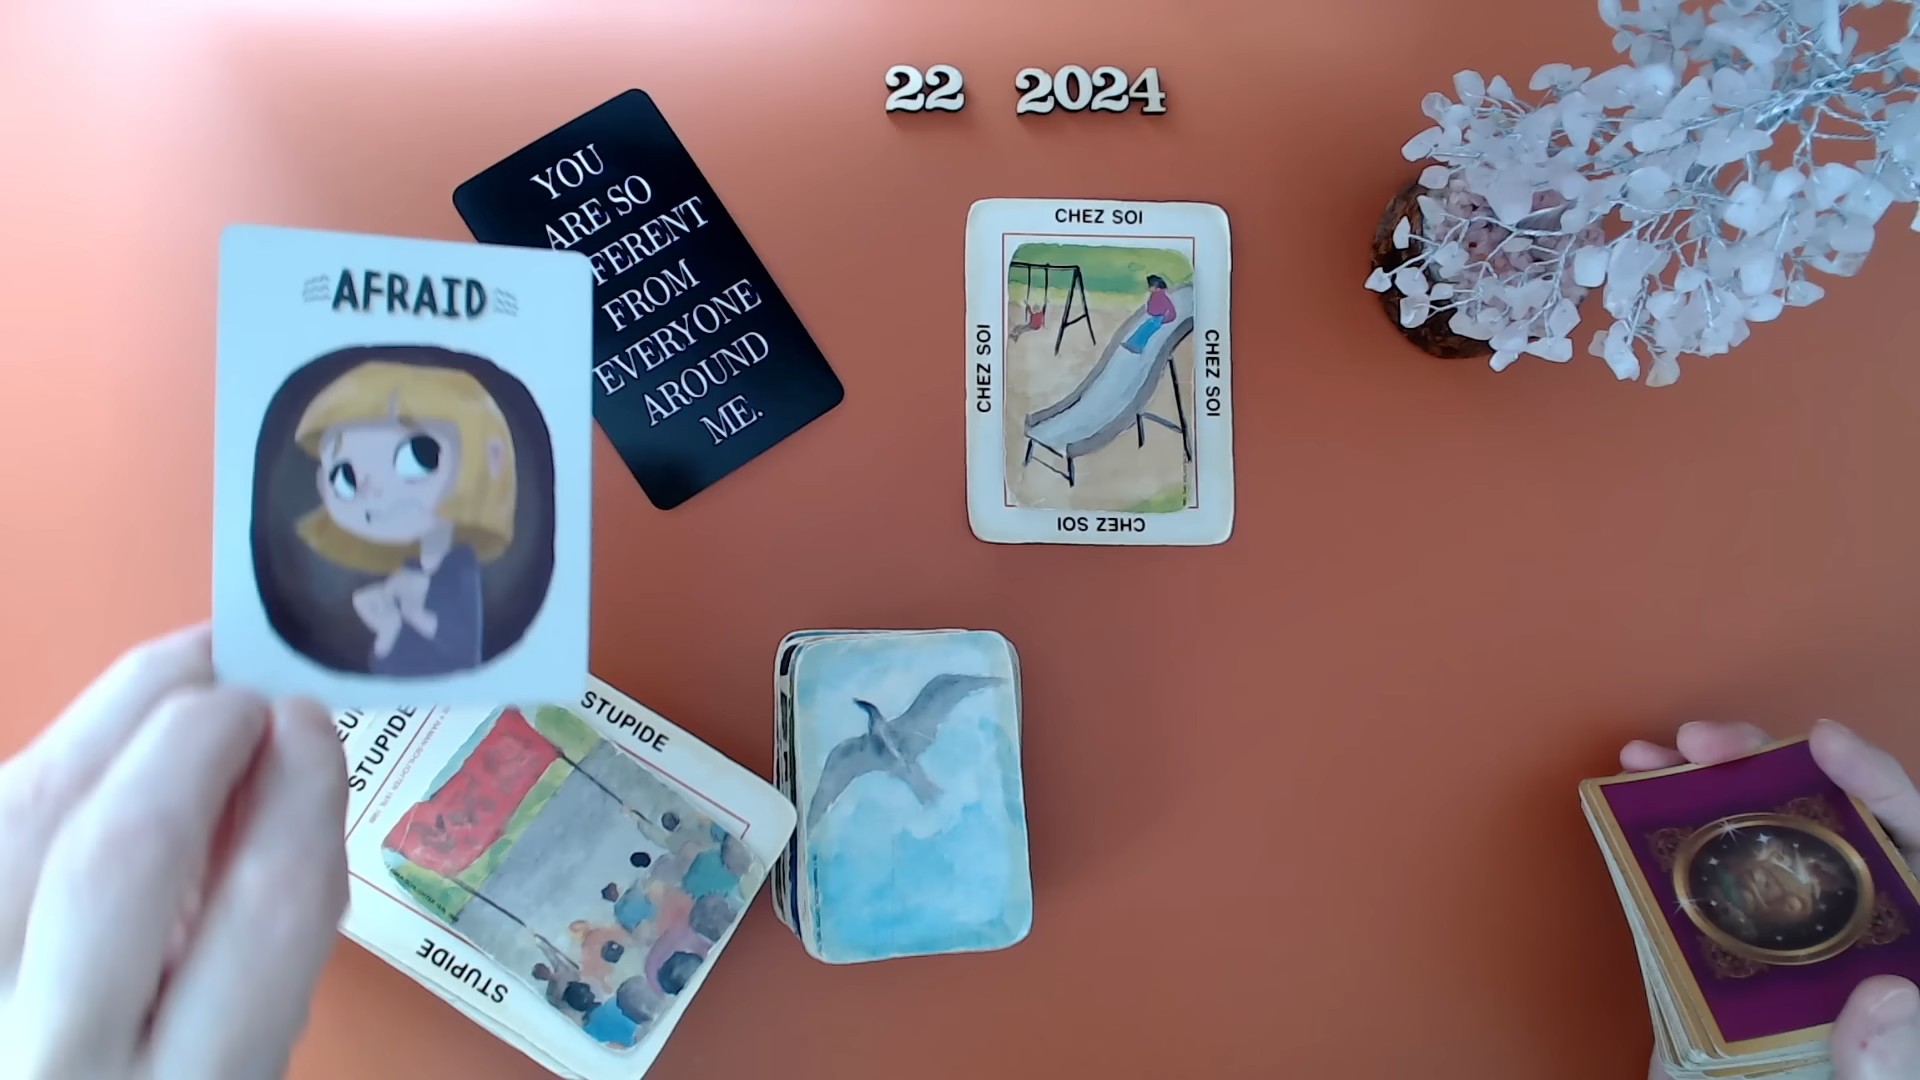 22 2024
YOU
ARE SO
FERENT
FROM
EVERYONE
AROUND
ME.
AFRAID
CHEZ SOI
CHEZ SOI
CHEZ SOI
CHEZ SOI
STUPIDE
STUPIDE
STUPIDE